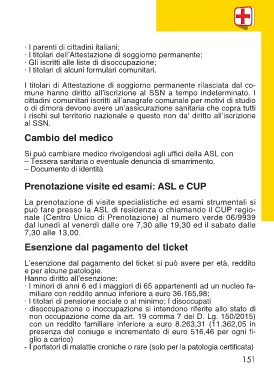 · I parenti di cittadini italiani;
· I titolari dell'Attestazione di soggiorno permanente;
· Gli iscritti alle liste di disoccupazione;
· I titolari di alcuni formulari comunitari.
I titolari di Attestazione di soggiorno permanente rilasciata dal co-
mune hanno diritto all'iscrizione al SSN a tempo indeterminato. I
cittadini comunitari iscritti all'anagrafe comunale per motivi di studio
o di dimora devono avere un'assicurazione sanitaria che copra tutti
i rischi sul territorio nazionale e questo non da' diritto all'iscrizione
al SSN.
Cambio del medico
Si può cambiare medico rivolgendosi agli uffici della ASL con
– Tessera sanitaria o eventuale denuncia di smarrimento.
– Documento di identità
Prenotazione visite ed esami: ASL e CUP
La prenotazione di visite specialistiche ed esami strumentali si
può fare presso la ASL di residenza o chiamando il CUP regio-
nale (Centro Unico di Prenotazione) al numero verde 06/9939
dal lunedì al venerdì dalle ore 7,30 alle 19,30 ed il sabato dalle
7,30 alle 13,00.
Esenzione dal pagamento del ticket
L'esenzione dal pagamento del ticket si può avere per età, reddito
e per alcune patologie.
Hanno diritto all'esenzione:
· I minori di anni 6 ed i maggiori di 65 appartenenti ad un nucleo fa-
miliare con reddito annuo inferiore a euro 36.165,98;
· I titolari di pensione sociale o al minimo; I disoccupati
· disoccupazione o inoccupazione si intendono riferite allo stato di
non occupazione come da art. 19 comma 7 del D. Lg. 150/2015)
con un reddito familiare inferiore a euro 8.263,31 (11.362,05 in
presenza del coniuge e incrementato di euro 516,46 per ogni fi-
glio a carico)
- I portatori di malattie croniche o rare (solo per la patologia certificata)
151